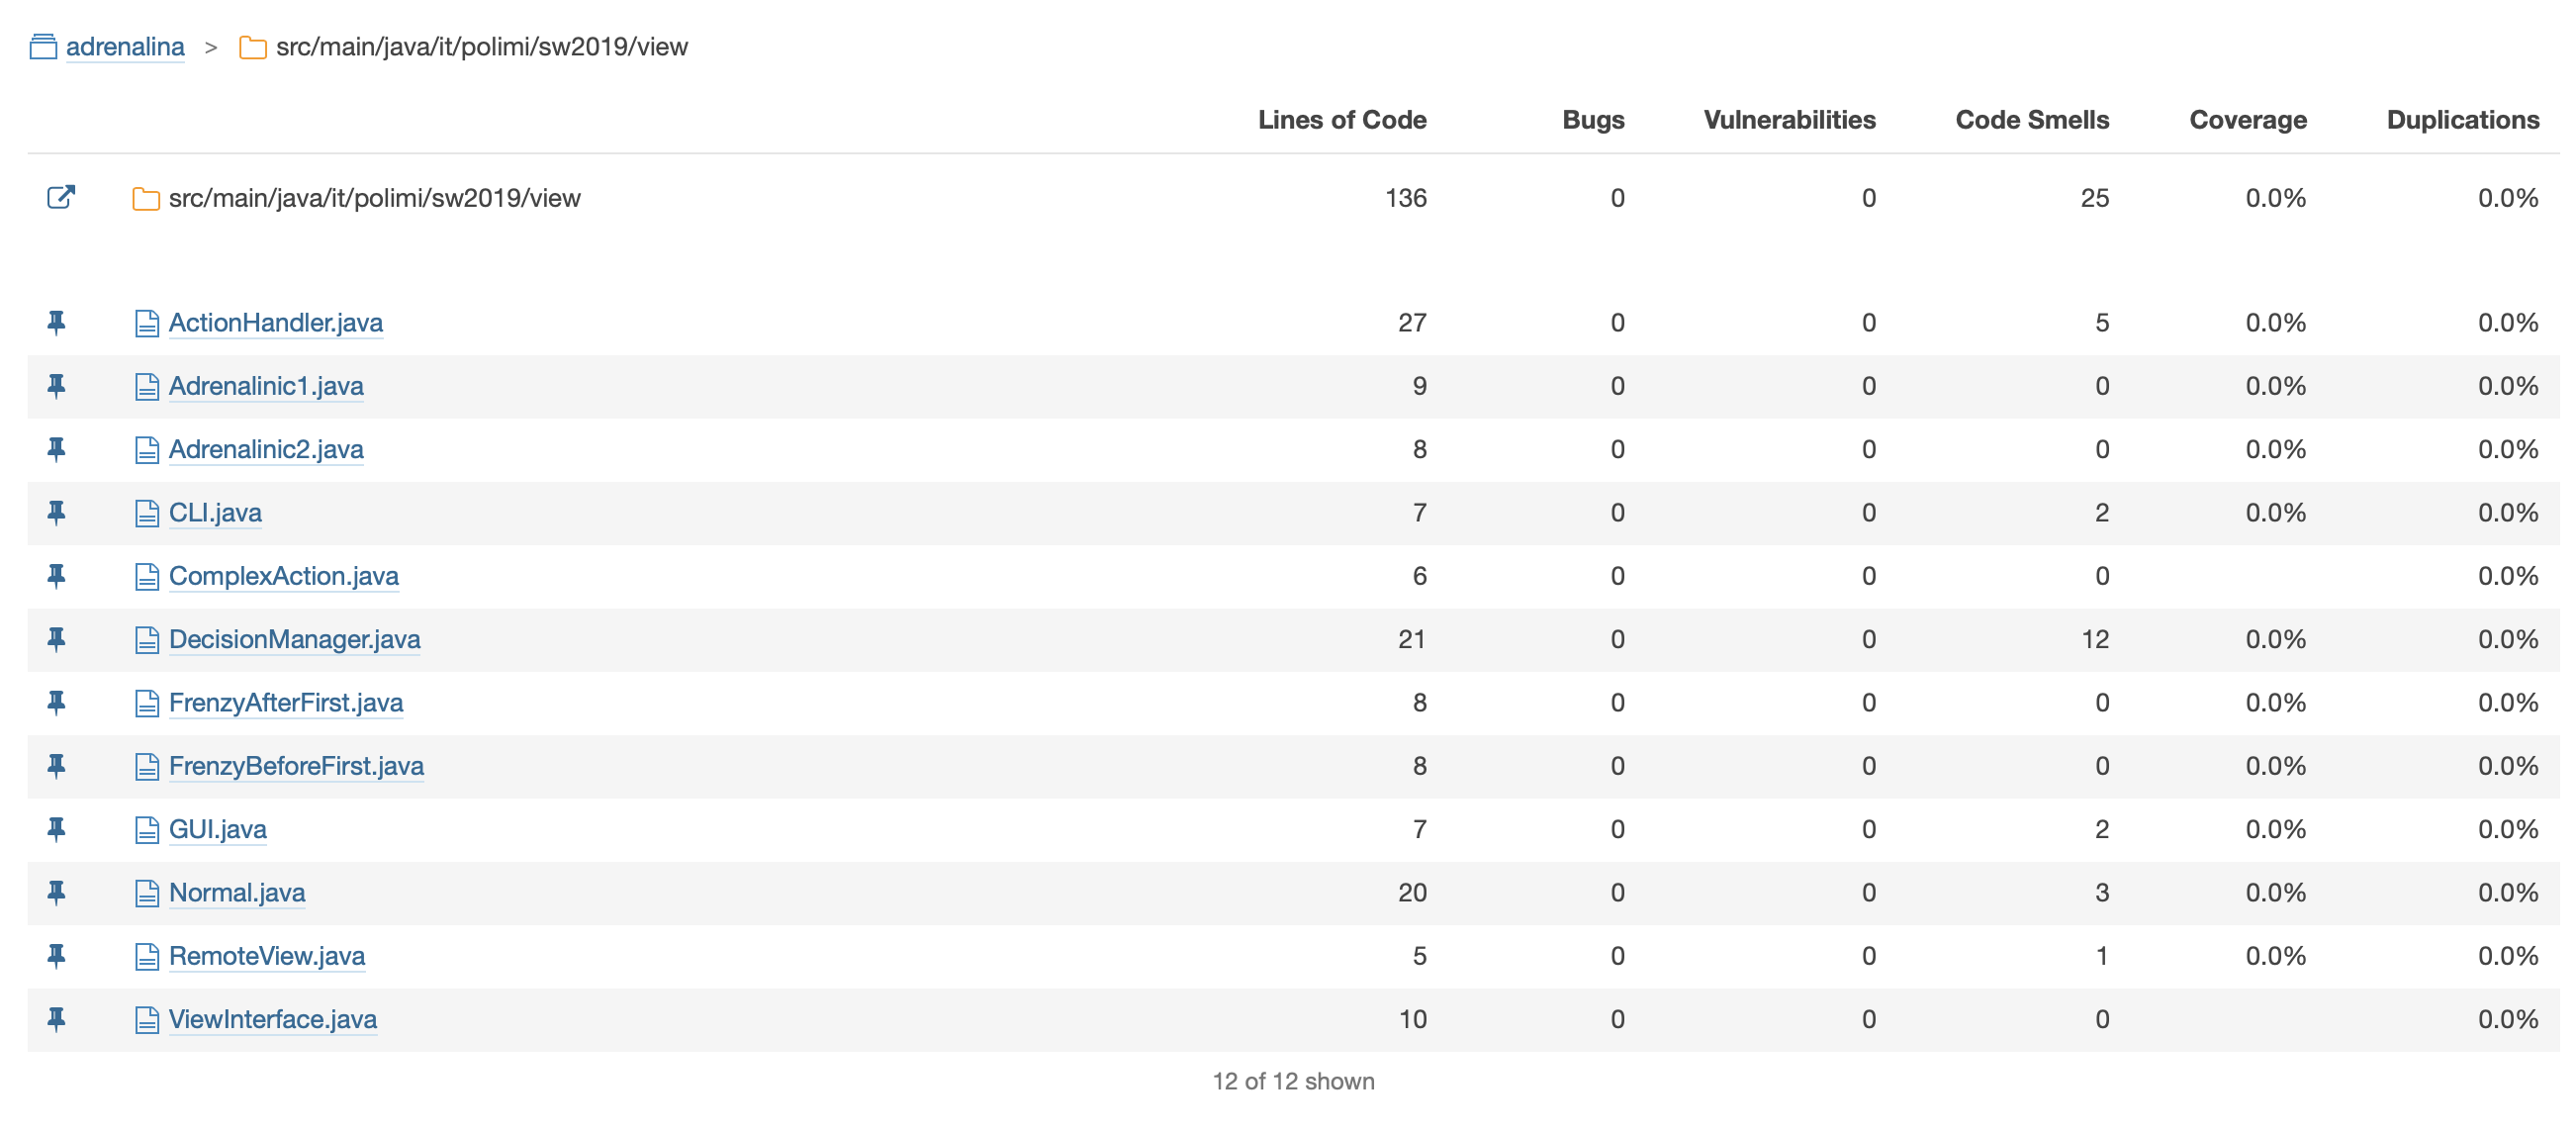 adrenalina > src/main/java/it/polimi/sw2019/view
Lines of Code Bugs Vulnerabilities Code Smells Coverage Duplications
src/main/java/it/polimi/sw2019/view 136 0 0 25 0.0% 0.0%
ActionHandler.java 27 0 0 5 0.0% 0.0%
Adrenalinic1.java 9 0 0 0 0.0% 0.0%
Adrenalinic2.java 8 0 0 0 0.0% 0.0%
CLI.java 7 0 0 2 0.0% 0.0%
ComplexAction.java 6 0 0 0 0.0%
DecisionManager.java 21 0 0 12 0.0% 0.0%
FrenzyAfterFirst.java 8 0 0 0 0.0% 0.0%
FrenzyBeforeFirst.java 8 0 0 0 0.0% 0.0%
GUI.java 7 0 0 2 0.0% 0.0%
Normal.java 20 0 0 3 0.0% 0.0%
RemoteView.java 5 0 0 1 0.0% 0.0%
ViewInterface.java 10 0 0 0 0.0%
12 of 12 shown